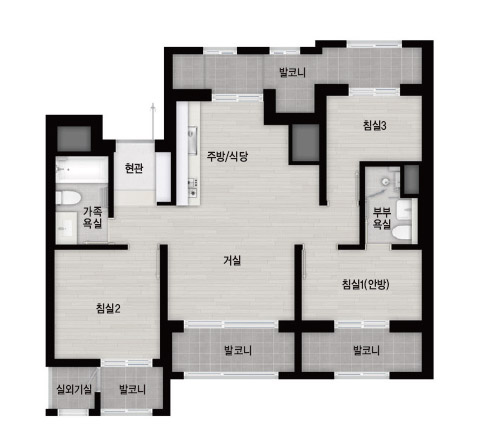 발코니
침실3
주방/식당
현관
가족
욕실
부부
욕실
거실
침실1(안방)
침실2
발코니
발코니
실외기실
발코니